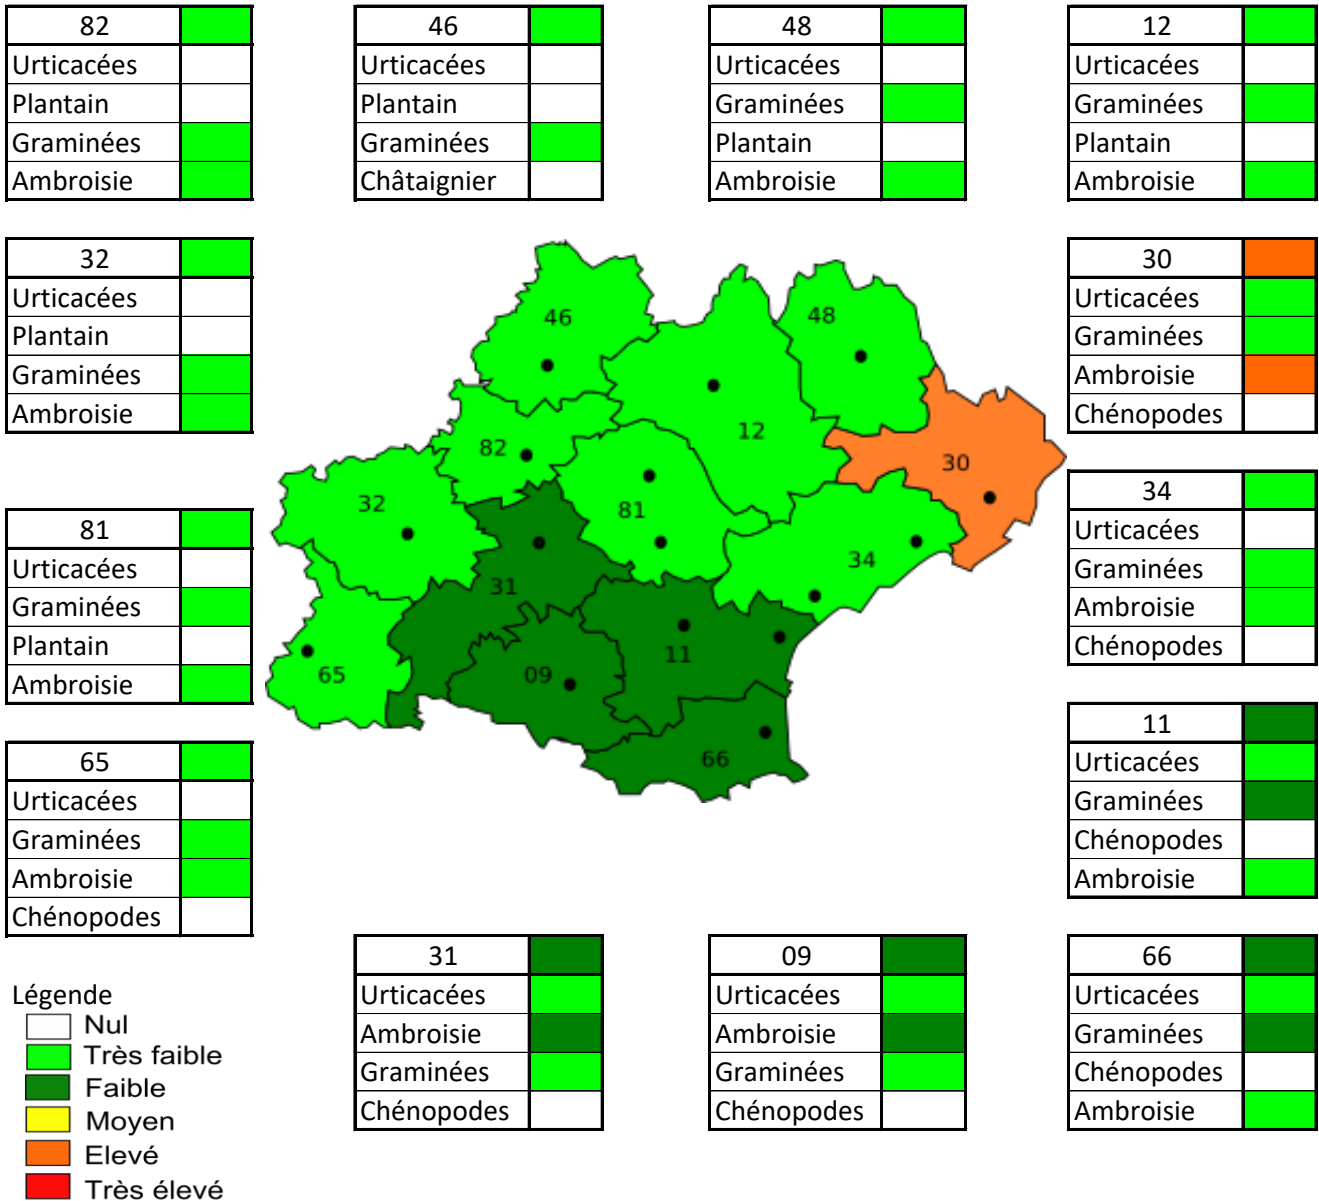 82
Urticacées
Plantain
Graminées
Ambroisie
46
Urticacées
Plantain
Graminées
Châtaignier
48
Urticacées
Graminées
Plantain
Ambroisie
12
Urticacées
Graminées
Plantain
Ambroisie
32
Urticacées
Plantain
Graminées
Ambroisie
30
Urticacées
Graminées
Ambroisie
Chénopodes
46
48
12
82
30
32
81
34
31
11
65
09
66
81
Urticacées
Graminées
Plantain
Ambroisie
34
Urticacées
Graminées
Ambroisie
Chénopodes
65
Urticacées
Graminées
Ambroisie
Chénopodes
11
Urticacées
Graminées
Chénopodes
Ambroisie
31
Urticacées
Ambroisie
Graminées
Chénopodes
09
Urticacées
Ambroisie
Graminées
Chénopodes
66
Urticacées
Graminées
Chénopodes
Ambroisie
Légende
Nul
Très faible
Faible
Moyen
Elevé
Très élevé